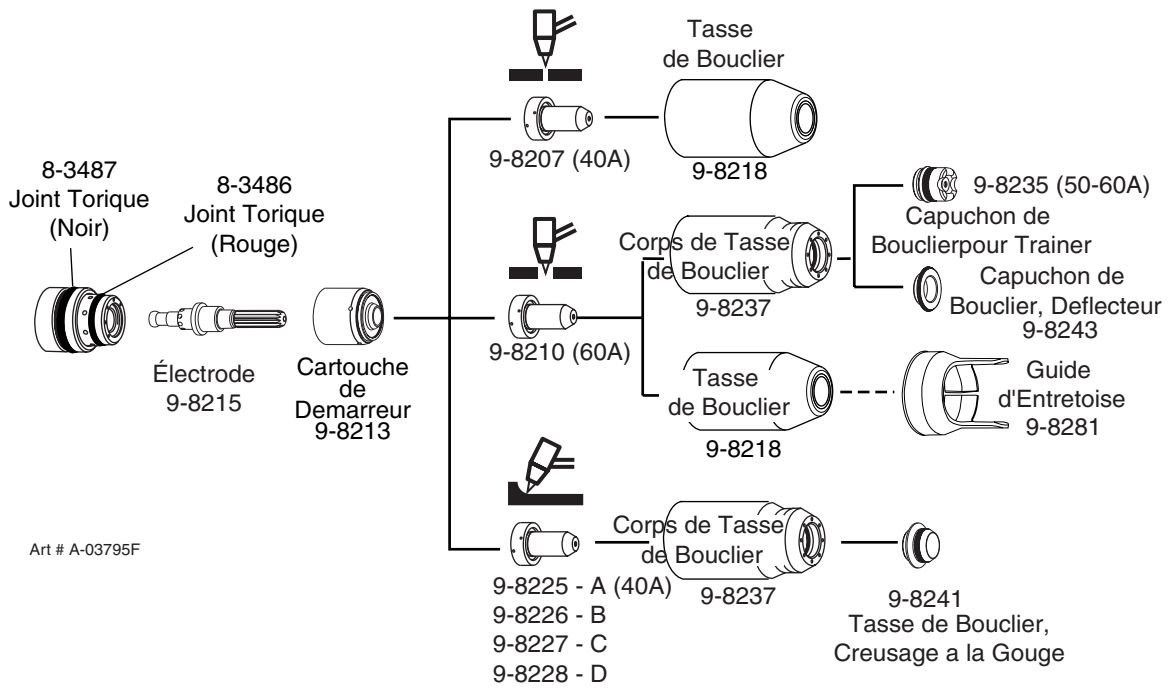 Tasse
de Bouclier
9-8207 (40A)
9-8218
8-3487
Joint Torique
(Noir)
8-3486
Joint Torique
(Rouge)
9-8235 (50-60A)
Capuchon de
Bouclierpour Trainer
Corps de Tasse
de Bouclier
9-8237
Capuchon de
Bouclier, Deflecteur
9-8243
9-8210 (60A)
Électrode
9-8215
Cartouche
de
Demarreur
9-8213
Tasse
de Bouclier
9-8218
Guide
d'Entretoise
9-8281
Art # A-03795F
Corps de Tasse
de Bouclier
9-8237
9-8225 - A (40A)
9-8226 - B
9-8227 - C
9-8228 - D
9-8241
Tasse de Bouclier,
Creusage a la Gouge